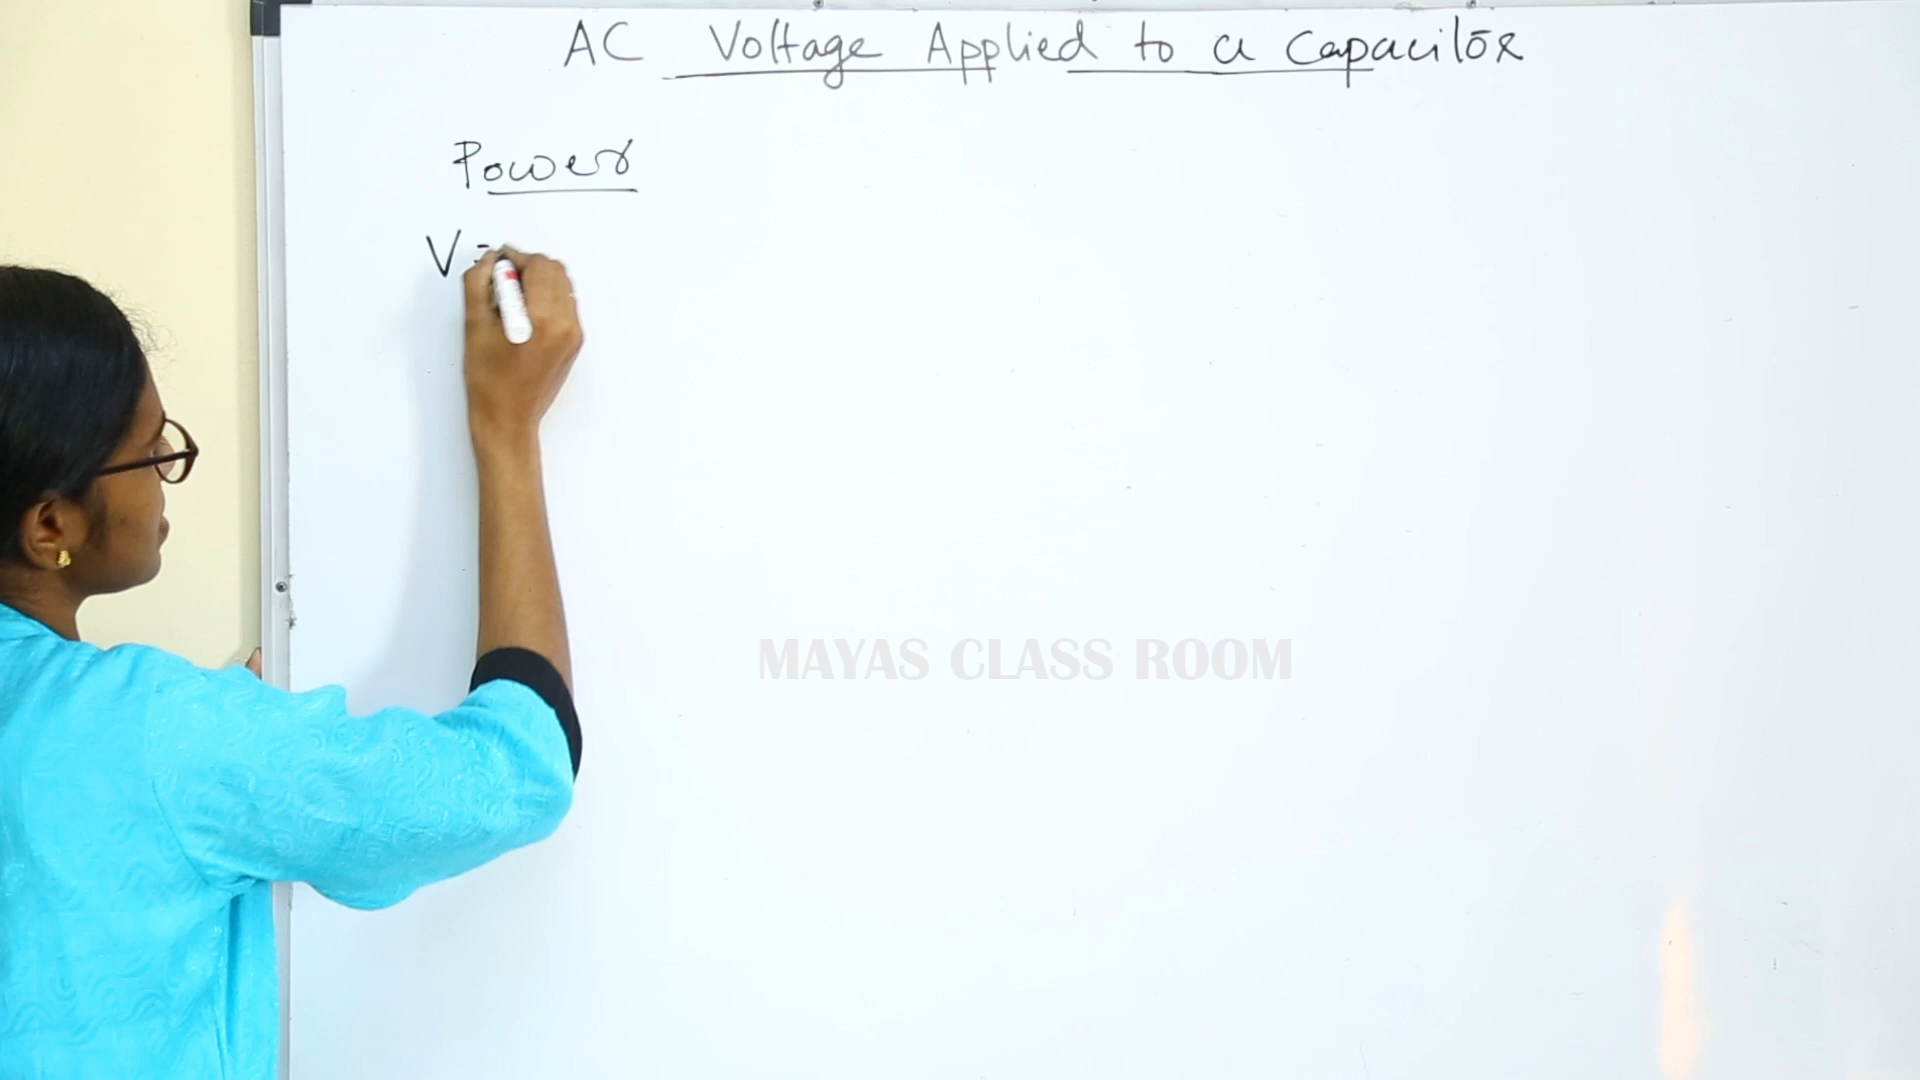 AC Voltage Applied to a Capacitor
Power
V =
MAYAS CLASS ROOM